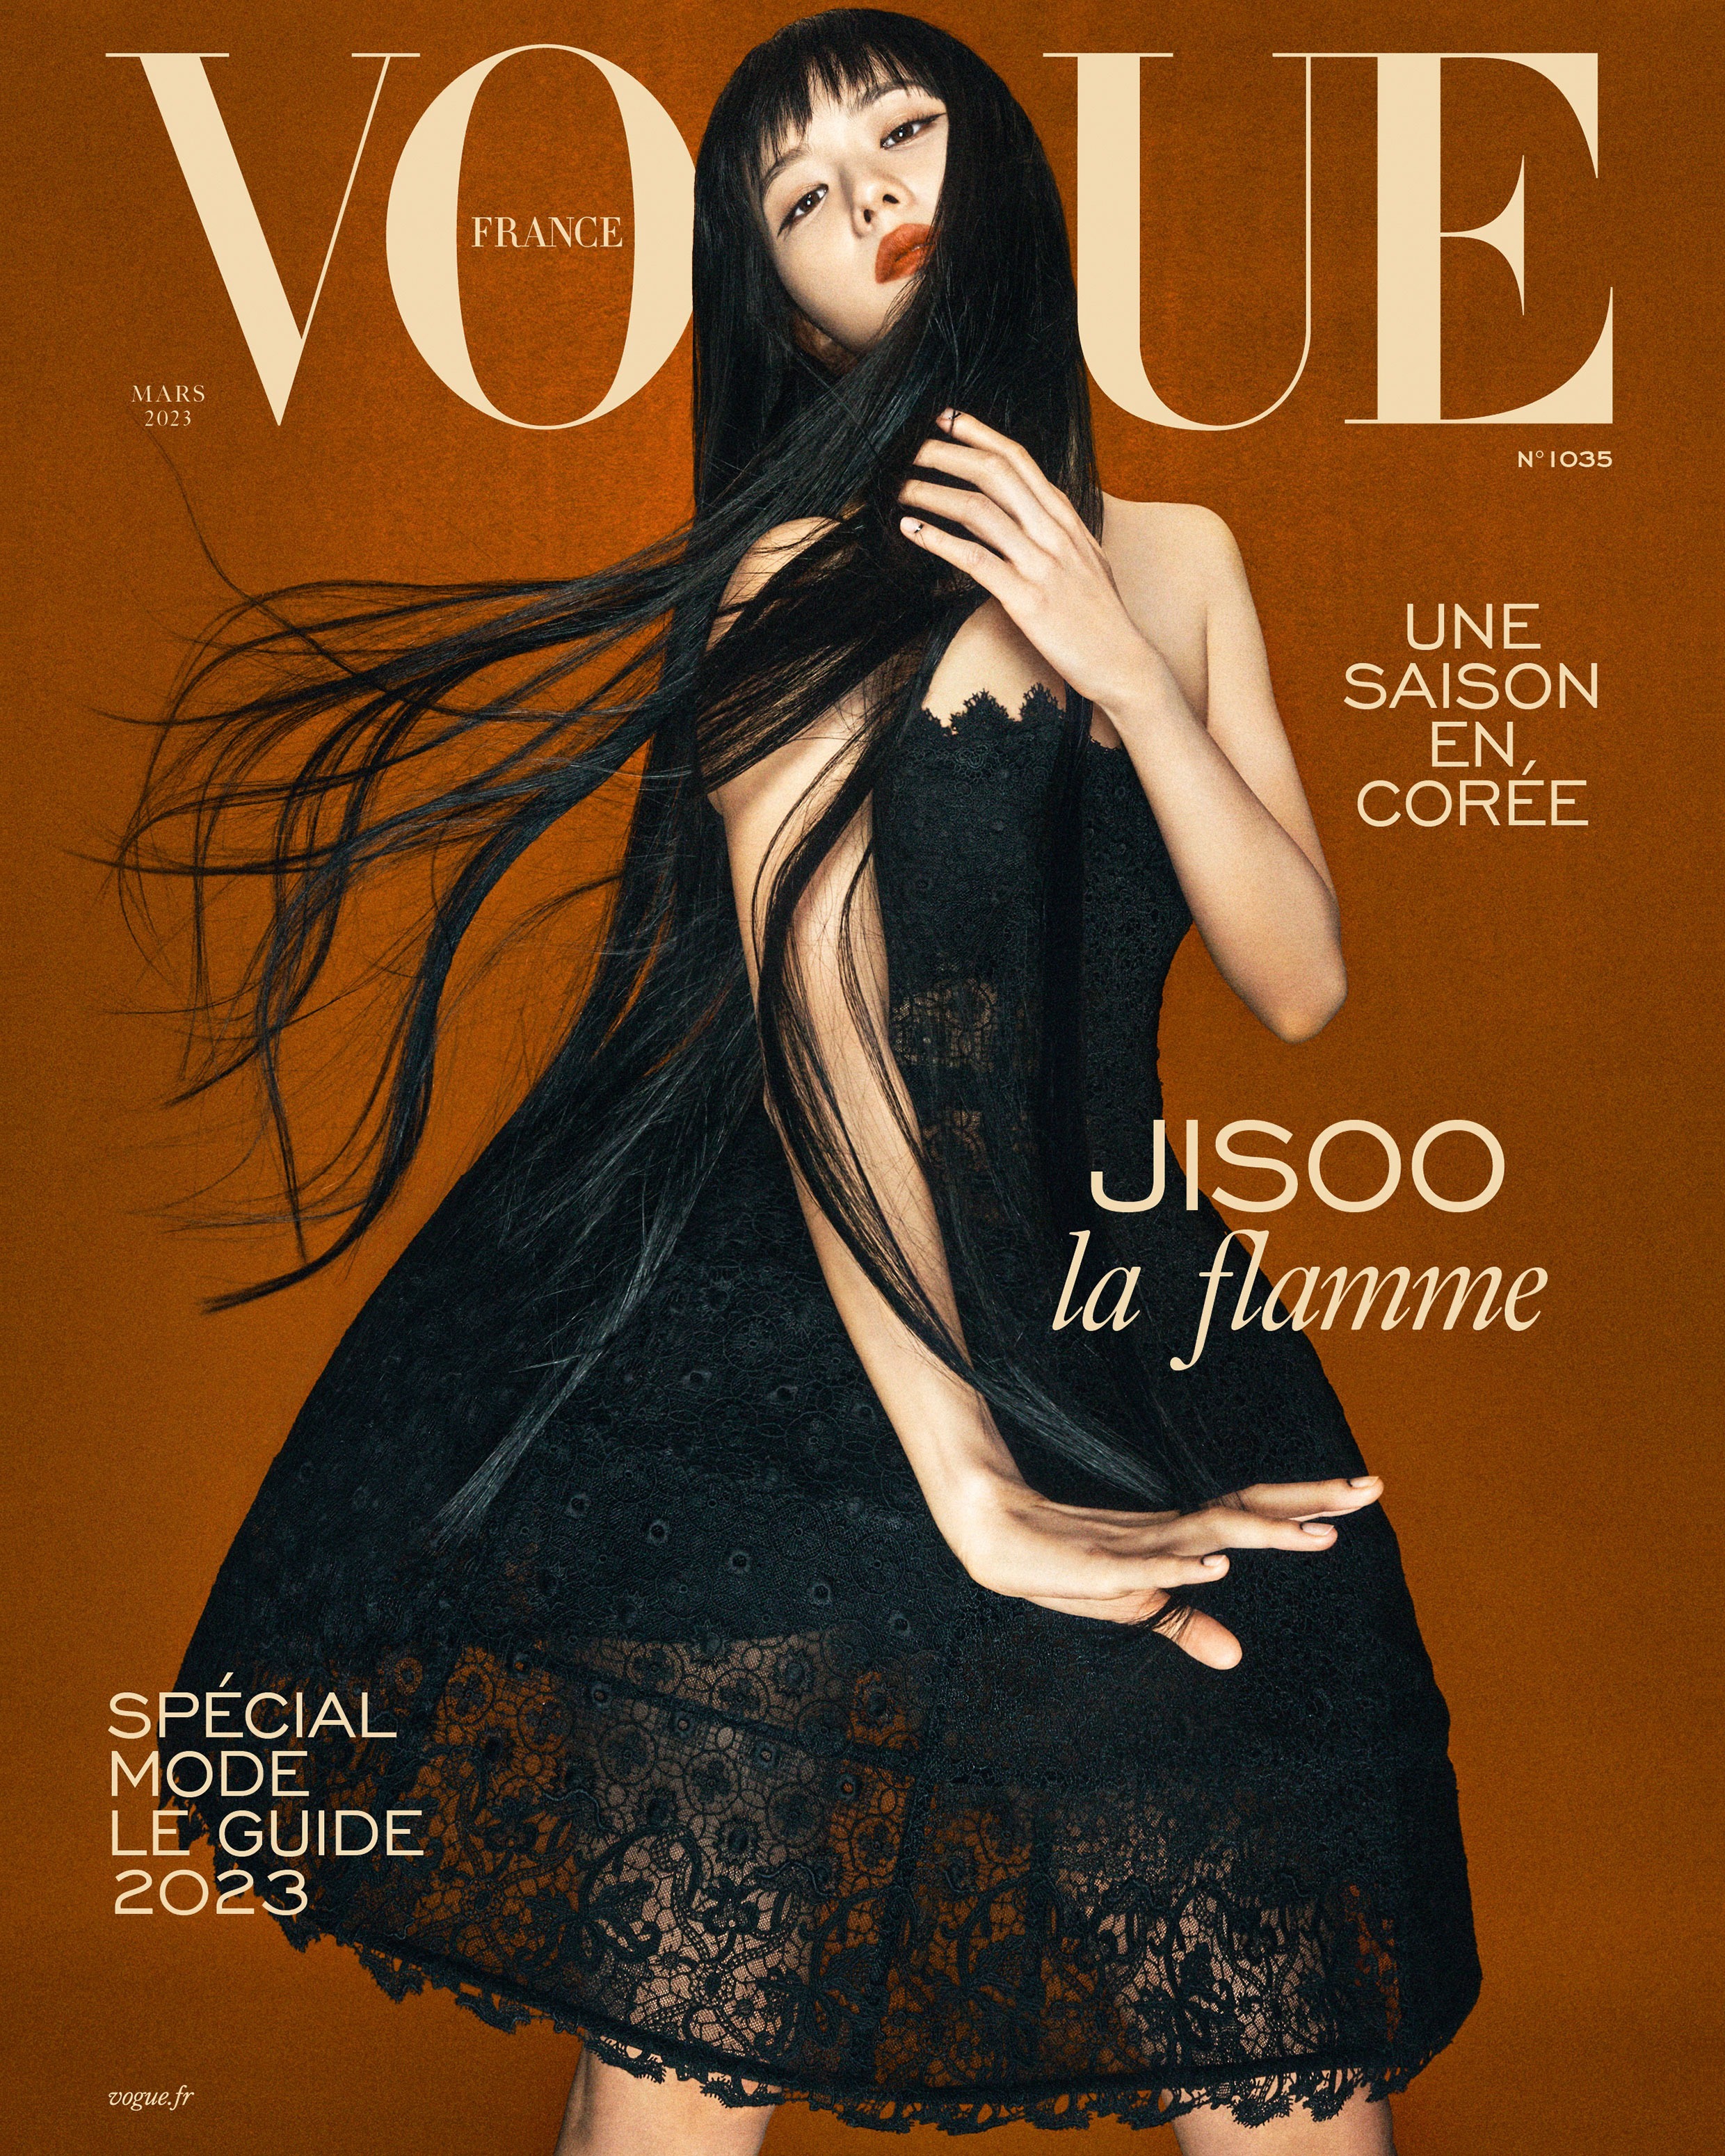 VOGUE
FRANCE
MARS
2023
N°1035
UNE
SAISON
EN
CORÉE
JISOO
la flamme
SPÉCIAL
MODE
LE GUIDE
2023
vogue.fr